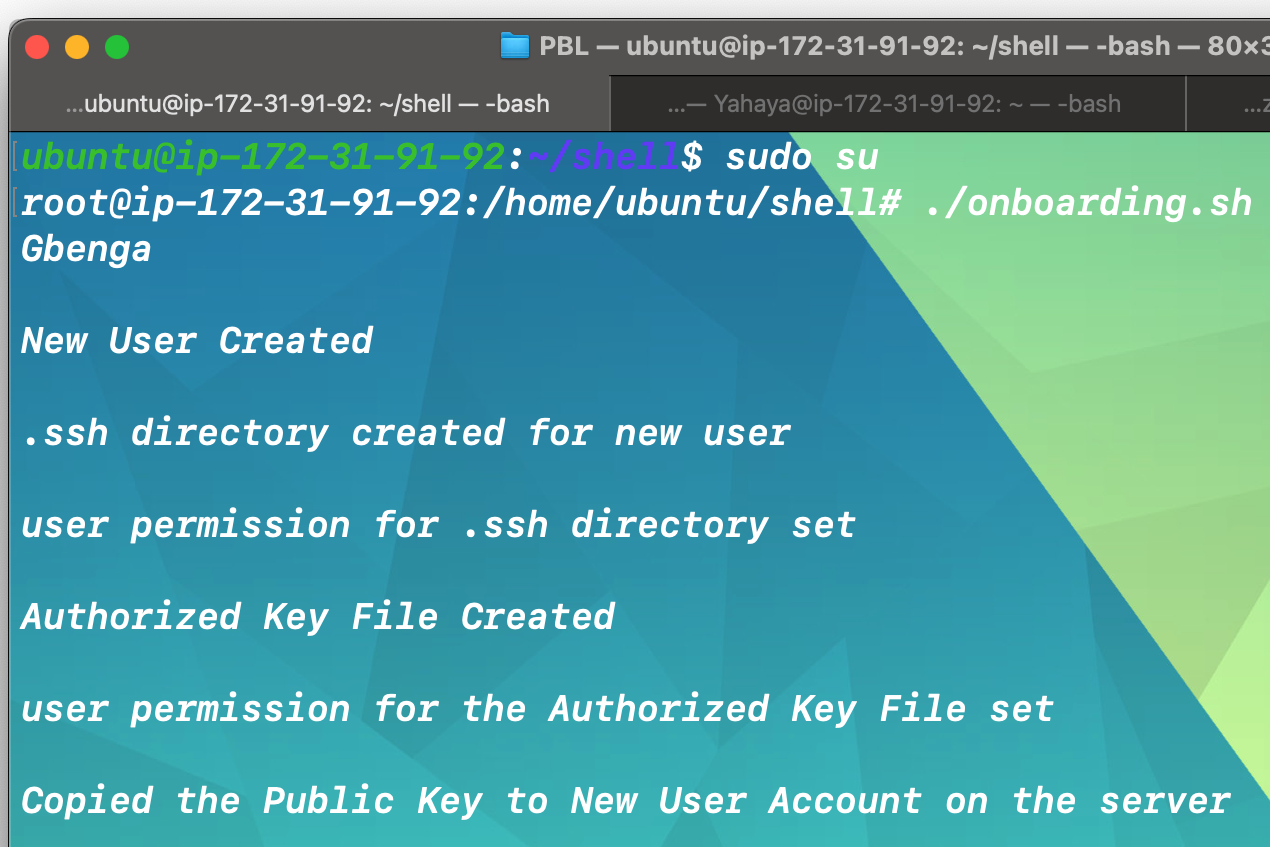 PBL — ubuntu@ip-172-31-91-92: ~/shell — -bash — 80×3
...ubuntu@ip-172-31-91-92: ~/shell — -bash
...— Yahaya@ip-172-31-91-92: ~ — -bash
...z
ubuntu@ip-172-31-91-92:~/shell$ sudo su
root@ip-172-31-91-92:/home/ubuntu/shell# ./onboarding.sh
Gbenga
New User Created
.ssh directory created for new user
user permission for .ssh directory set
Authorized Key File Created
user permission for the Authorized Key File set
Copied the Public Key to New User Account on the server